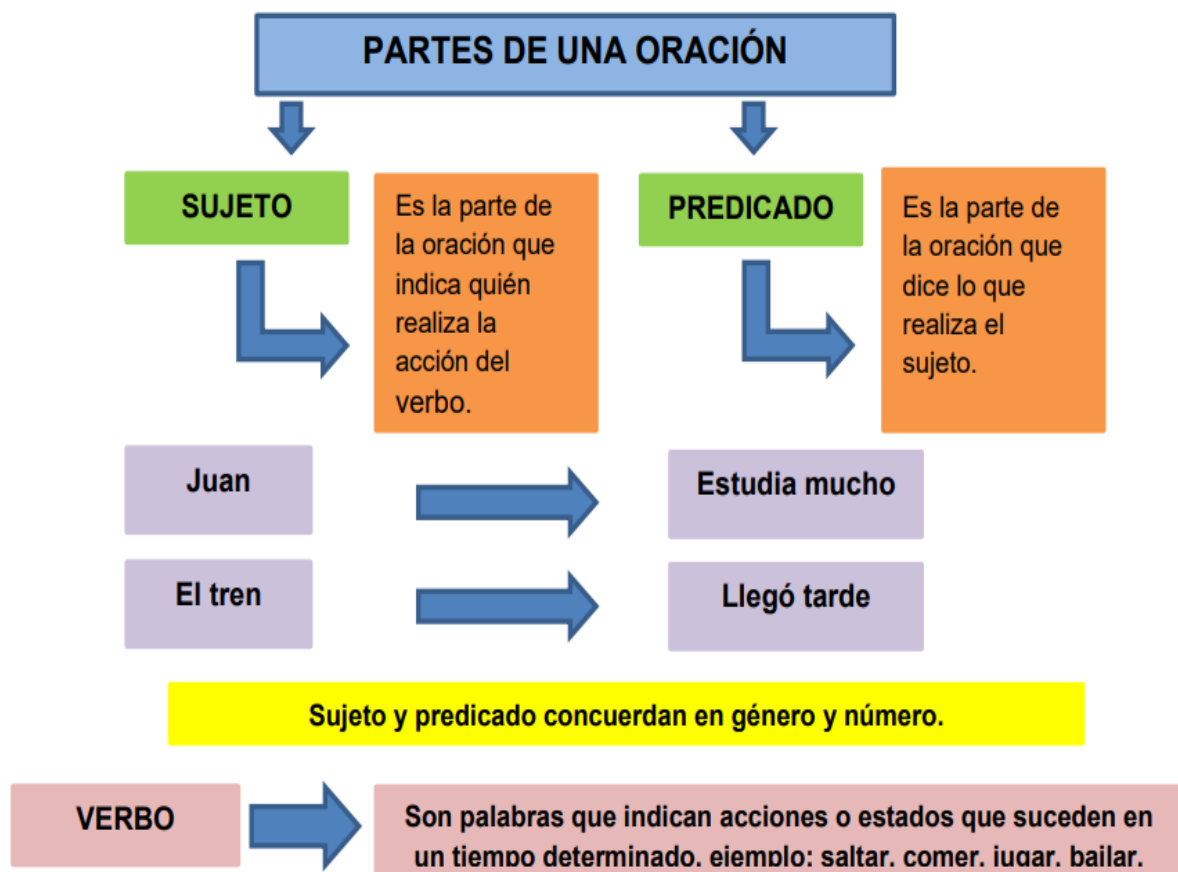 PARTES DE UNA ORACIÓN
SUJETO
Es la parte de
la oración que
indica quién
realiza la
acción del
verbo.
PREDICADO
Es la parte de
la oración que
dice lo que
realiza el
sujeto.
Juan
Estudia mucho
El tren
Llegó tarde
Sujeto y predicado concuerdan en género y número.
VERBO
Son palabras que indican acciones o estados que suceden en
un tiempo determinado, ejemplo: saltar, comer, jugar, bailar.